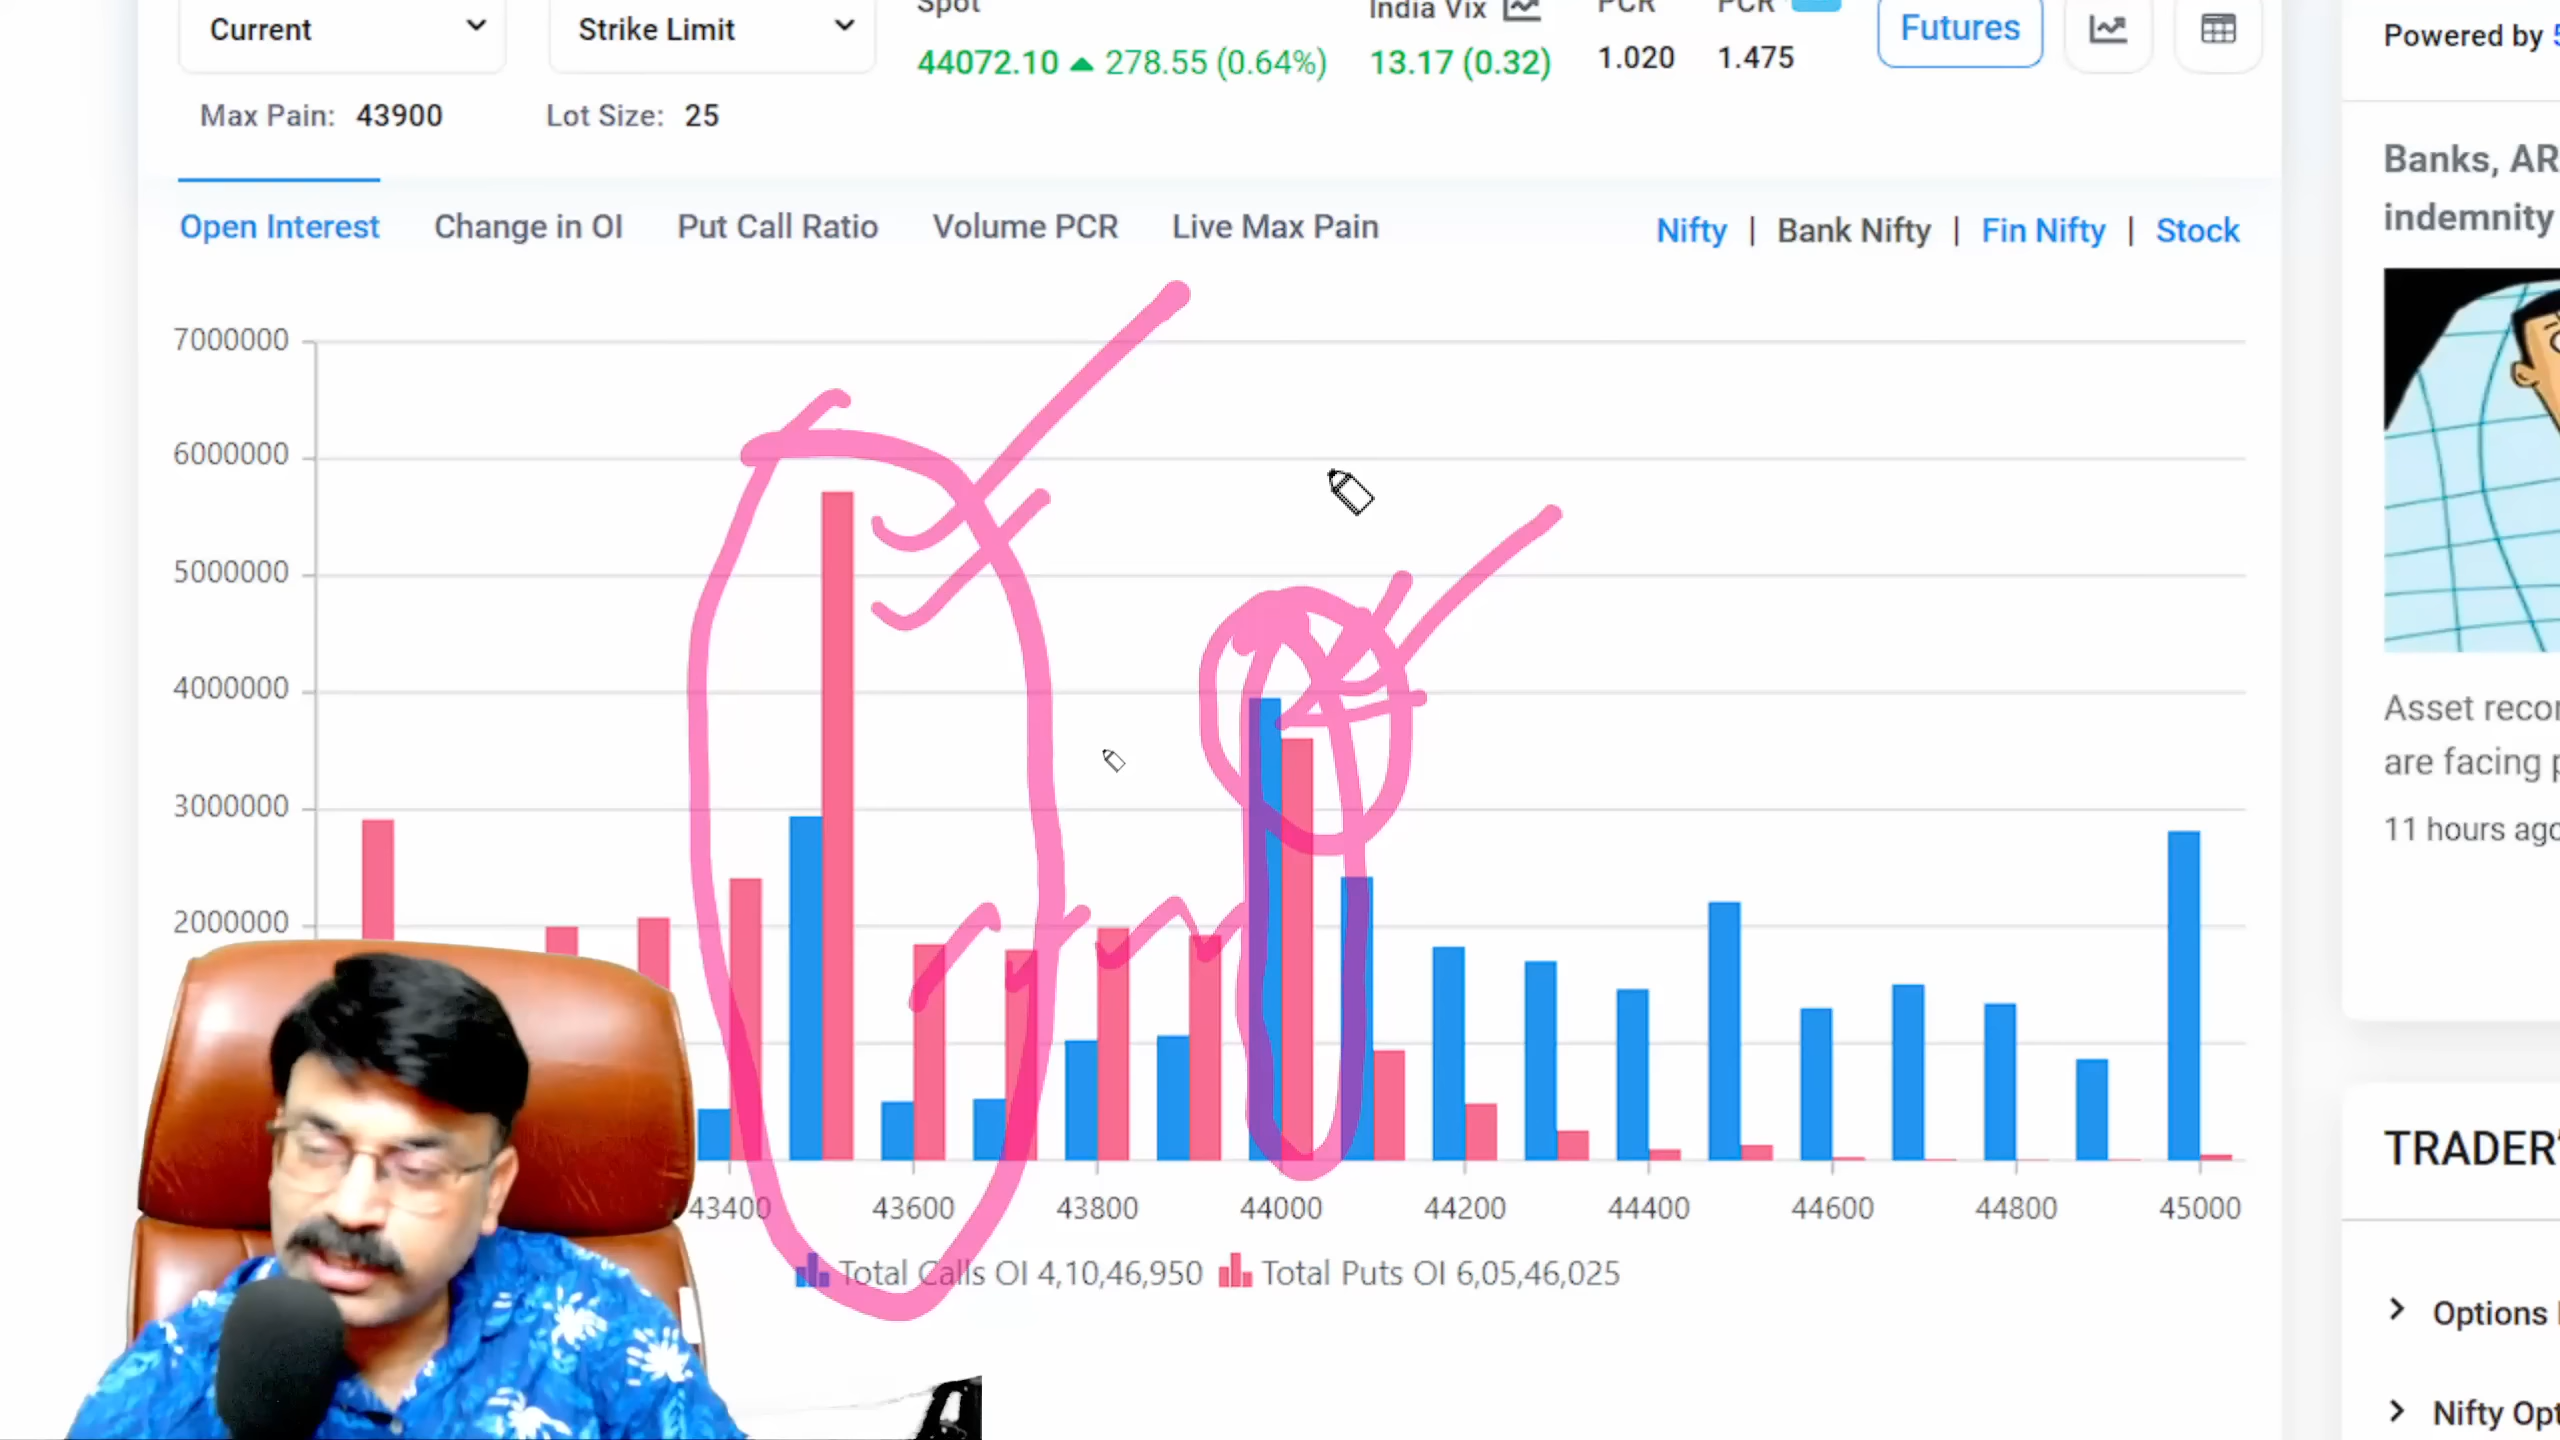 Current
Strike Limit
Spot
India Vix
PCR
PCR
Futures
44072.10 278.55 (0.64%)
13.17 (0.32)
1.020
1.475
Powered by
Max Pain: 43900
Lot Size: 25
Open Interest
Change in OI
Put Call Ratio
Volume PCR
Live Max Pain
Nifty | Bank Nifty | Fin Nifty | Stock
Banks, AR
indemnity
7000000
6000000
5000000
4000000
3000000
2000000
Asset recor
are facing p
11 hours ago
43400 43600 43800 44000 44200 44400 44600 44800 45000
Total Calls OI 4,10,46,950 Total Puts OI 6,05,46,025
TRADER'
Options
Nifty Opt